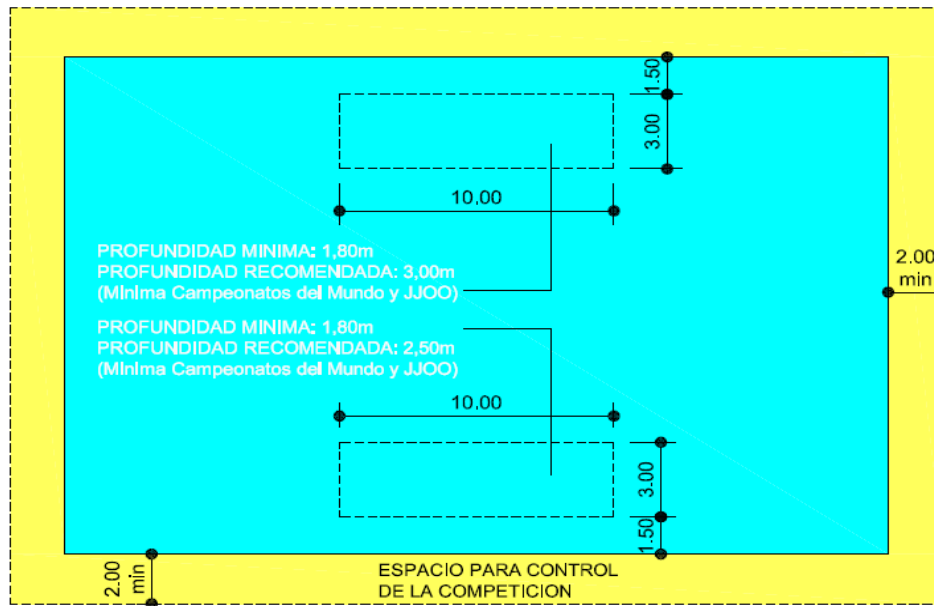 1.50
3.00
10,00
PROFUNDIDAD MINIMA: 1,80m
PROFUNDIDAD RECOMENDADA: 3,00m
(Minima Campeonatos del Mundo y JJOO)
2.00
min
PROFUNDIDAD MINIMA: 1,80m
PROFUNDIDAD RECOMENDADA: 2,50m
(Minima Campeonatos del Mundo y JJOO)
10,00
3.00
1.50
2.00
min
ESPACIO PARA CONTROL
DE LA COMPETICION